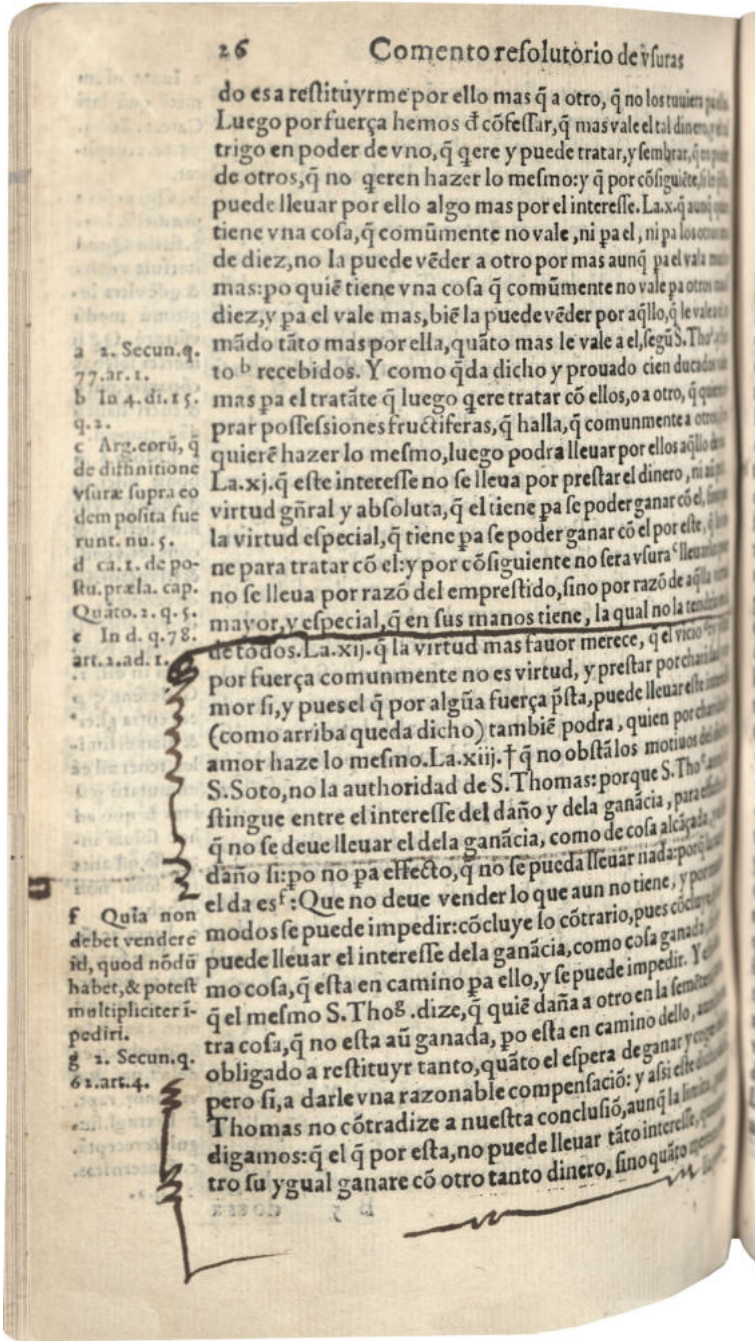 26 Comento resolutorio de vsuras
do es a restituyrme por ello mas q̃ a otro, q̃ no los tuuiera
Luego por fuerça hemos đ cõfessar, q̃ mas vale el tal dinero,
trigo en poder de vno, q̃ q̃ere y puede tratar, y sembrar, q̃ en
de otros, q̃ no q̃eren hazer lo mesmo: y q̃ por cõsiguiẽte,
puede lleuar por ello algo mas por el interesse. La.x. q̃ aunq̃
tiene vna cosa, q̃ comũmente no vale, ni pa el, ni pa los
de diez, no la puede vẽder a otro por mas aunq̃ pa el vala
mas: po quiẽ tiene vna cosa q̃ comũmente no vale pa otros
diez, y pa el vale mas, biẽ la puede vẽder por aq̃llo, q̃ le vale
mãdo tãto mas por ella, quãto mas le vale a el, segũ S. Tho.
to b recebidos. Y como q̃da dicho y prouado cien ducados
mas pa el tratãte q̃ luego q̃ere tratar cõ ellos, o a otro, q̃
prar possessiones fructiferas, q̃ halla, q̃ comunmente a
quierẽ hazer lo mesmo, luego podra lleuar por ellos aq̃llo
La.xj. q̃ este interesse no se lleua por prestar el dinero, ni
virtud gñral y absoluta, q̃ el tiene pa se poder ganar cõ el,
la virtud especial, q̃ tiene pa se poder ganar cõ el por este, q̃
ne para tratar cõ el: y por cõsiguiente no sera vsura c
no se lleua por razõ del emprestido, sino por razõ de aq̃lla
mayor, y especial, q̃ en sus manos tiene, la qual no la
de todos. La.xij. q̃ la virtud mas fauor merece, q̃ el vicio
por fuerça comunmente no es virtud, y prestar por
mor si, y pues el q̃ por algũa fuerça p̃sta, puede lleuar este
(como arriba queda dicho) tambiẽ podra, quien por
amor haze lo mesmo. La.xiij. † q̃ no obstã los motiuos
S. Soto, no la authoridad de S. Thomas: porque S. Tho.
stingue entre el interesse del daño y dela ganãcia, para
q̃ no se deue lleuar el dela ganãcia, como de cosa alcãçada,
daño si: po no pa effecto, q̃ no se pueda lleuar nada:
el da es f: Que no deue vender lo que aun no tiene, y por
modos se puede impedir: cõcluye lo cõtrario, pues
puede lleuar el interesse dela ganãcia, como cosa ganada
mo cosa, q̃ esta en camino pa ello, y se puede impedir. Y
q̃ el mesmo S. Tho g. dize, q̃ quiẽ daña a otro en la
tra cosa, q̃ no esta aũ ganada, po esta en camino dello,
obligado a restituyr tanto, quãto el espera de ganar y
pero si, a darle vna razonable compensaciõ: y assi este
Thomas no cõtradize a nuestta conclusiõ, aunq̃ la
digamos: q̃ el q̃ por esta, no puede lleuar tãto interesse,
tro su ygual ganare cõ otro tanto dinero, sino quãto
a 2. Secun. q.
77. ar. 1.
b In 4. di. 15.
q. 2.
c Arg. eorũ, q̃
de diffinitione
vsuræ supra eo
dem posita fue
runt. nu. 5.
d ca. 1. de po-
stu. præla. cap.
Quãto. 2. q. 5.
e In d. q. 78.
art. 2. ad. 1.
f Quia non
debet vendere
id, quod nõdũ
habet, & potest
multipliciter ĩ-
pediri.
g 2. Secun. q.
62. art. 4.